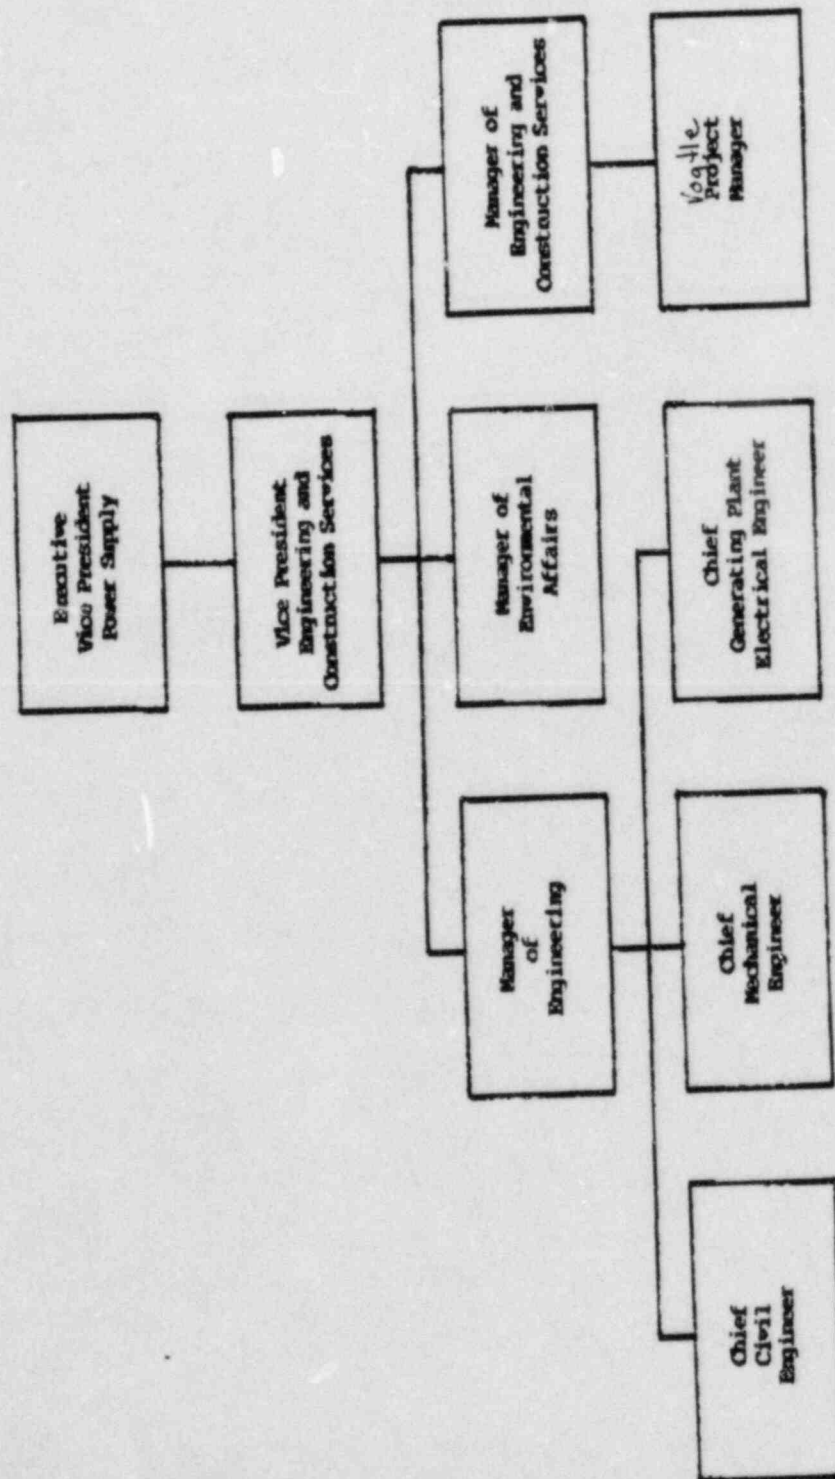 Executive
Vice President
Power Supply
Vice President
Engineering and
Construction Services
Manager
of
Engineering
Manager of
Environmental
Affairs
Manager of
Engineering and
Construction Services
Chief
Civil
Engineer
Chief
Mechanical
Engineer
Chief
Generating Plant
Electrical Engineer
Vogtle
Project
Manager